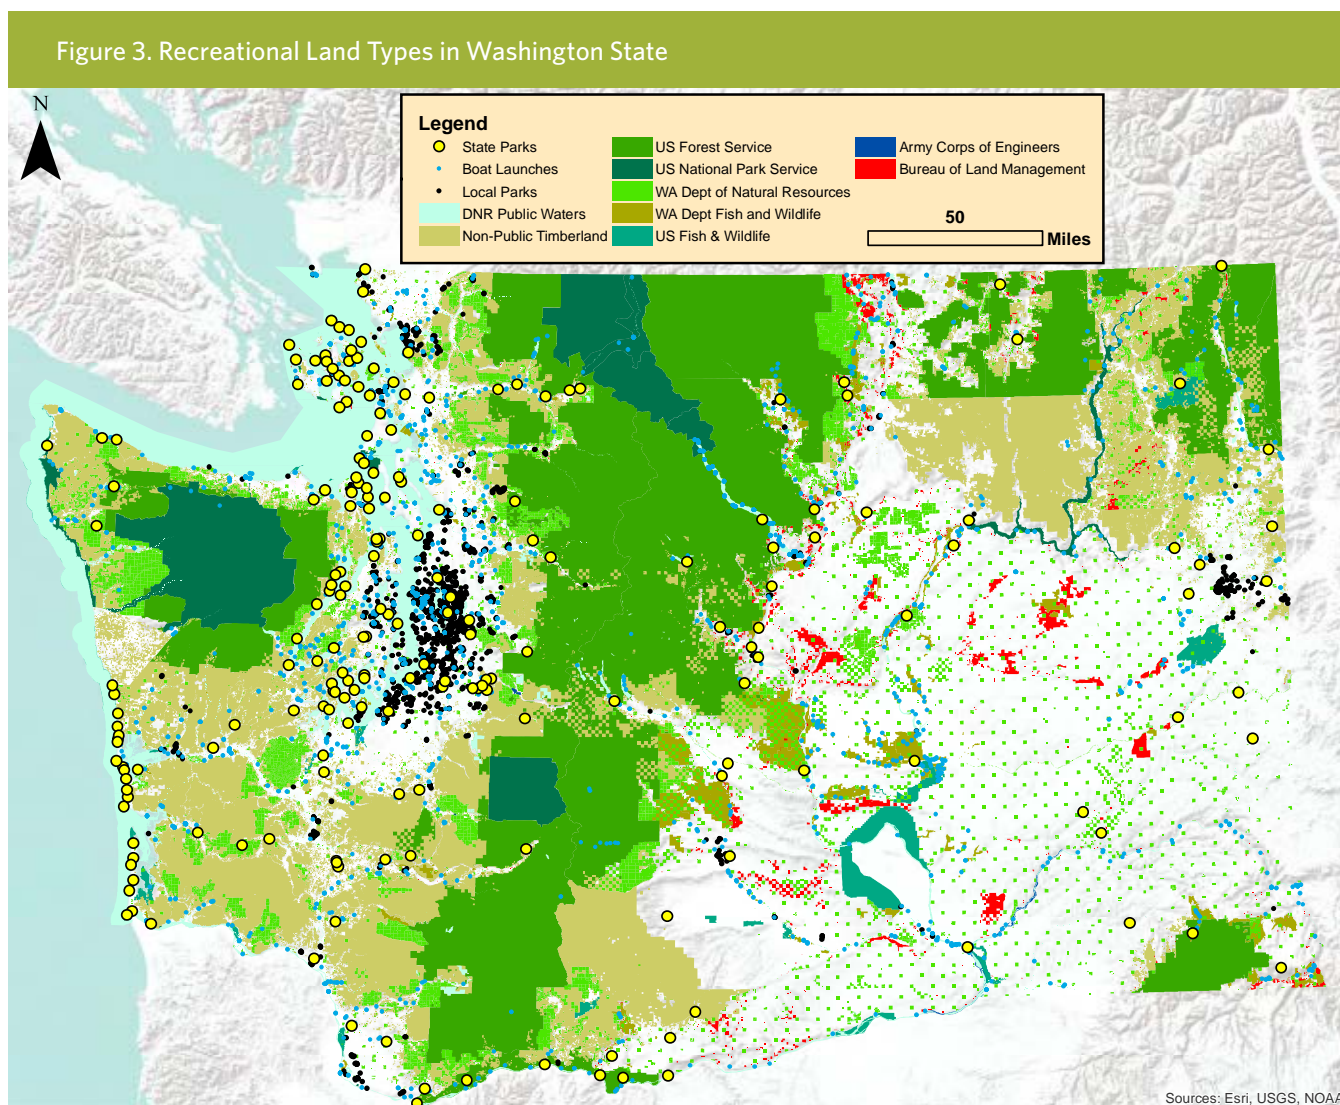 Figure 3. Recreational Land Types in Washington State
N
Legend
State Parks
Boat Launches
Local Parks
DNR Public Waters
Non-Public Timberland
US Forest Service
US National Park Service
WA Dept of Natural Resources
WA Dept Fish and Wildlife
US Fish & Wildlife
Army Corps of Engineers
Bureau of Land Management
50
Miles
Sources: Esri, USGS, NOAA